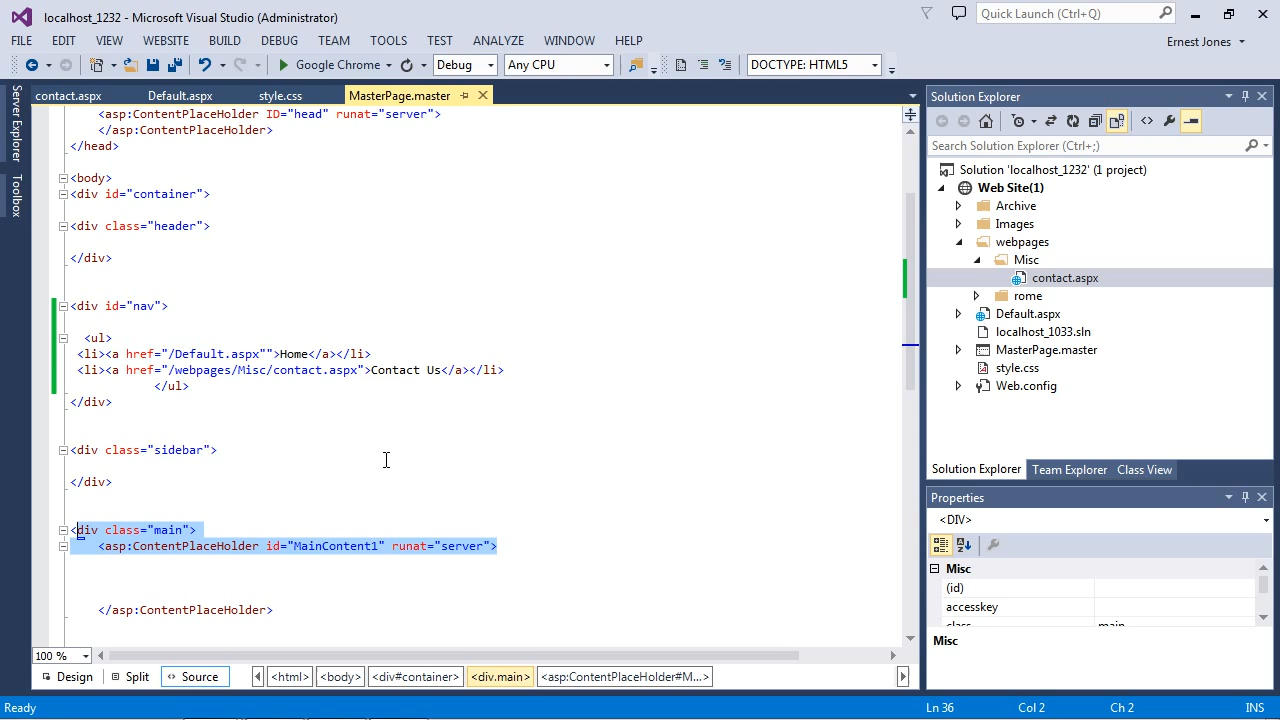 localhost_1232 - Microsoft Visual Studio (Administrator)
Quick Launch (Ctrl+Q)
FILE EDIT VIEW WEBSITE BUILD DEBUG TEAM TOOLS TEST ANALYZE WINDOW HELP
Ernest Jones
Google Chrome Debug Any CPU DOCTYPE: HTML5
Server Explorer
Toolbox
contact.aspx Default.aspx style.css MasterPage.master
<asp:ContentPlaceHolder ID="head" runat="server">
</asp:ContentPlaceHolder>
</head>
<body>
<div id="container">
<div class="header">
</div>
<div id="nav">
<ul>
<li><a href="/Default.aspx"">Home</a></li>
<li><a href="/webpages/Misc/contact.aspx">Contact Us</a></li>
</ul>
</div>
<div class="sidebar">
</div>
<div class="main">
<asp:ContentPlaceHolder id="MainContent1" runat="server">
</asp:ContentPlaceHolder>
100 %
Design Split Source <html> <body> <div#container> <div.main> <asp:ContentPlaceHolder#M...>
Solution Explorer
Search Solution Explorer (Ctrl+;)
Solution 'localhost_1232' (1 project)
Web Site(1)
Archive
Images
webpages
Misc
contact.aspx
rome
Default.aspx
localhost_1033.sln
MasterPage.master
style.css
Web.config
Solution Explorer Team Explorer Class View
Properties
<DIV>
Misc
(id)
accesskey
class main
Misc
Ready Ln 36 Col 2 Ch 2 INS